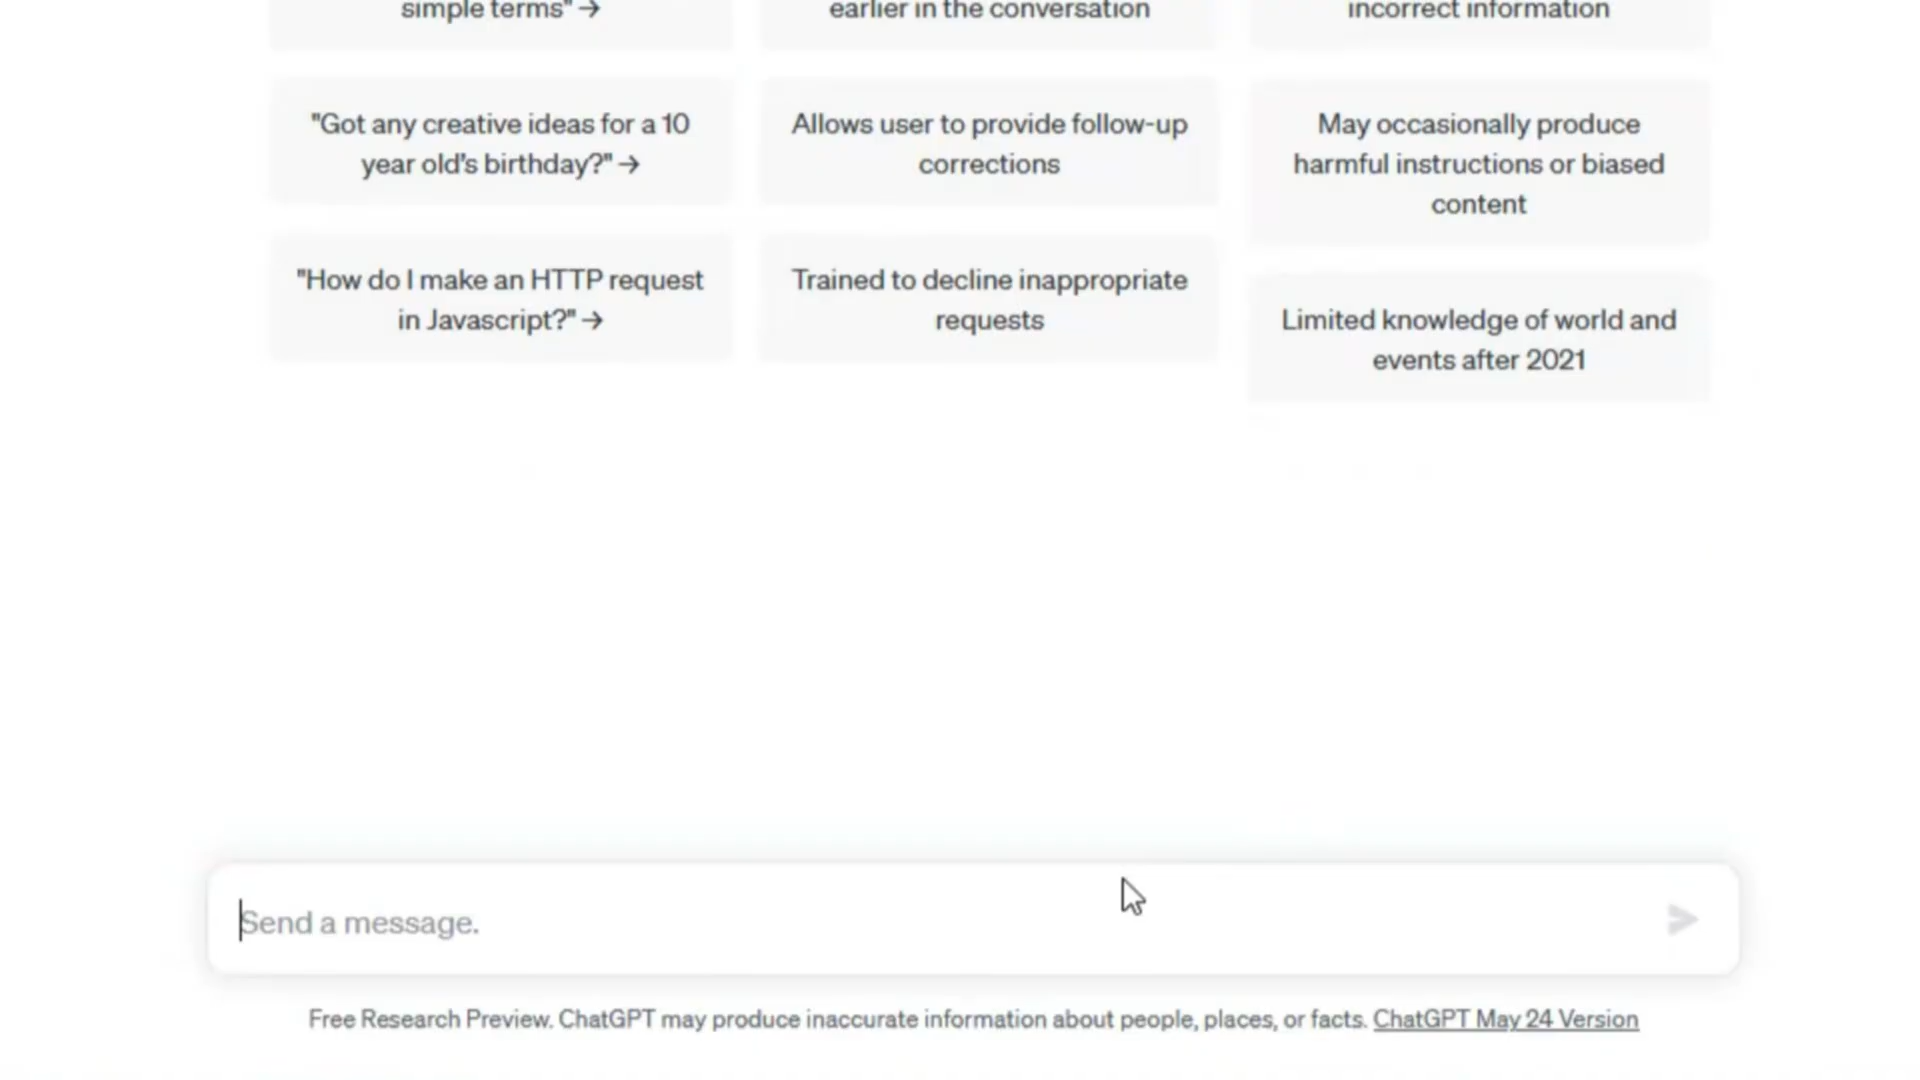 simple terms" →
earlier in the conversation
incorrect information
"Got any creative ideas for a 10
year old's birthday?" →
Allows user to provide follow-up
corrections
May occasionally produce
harmful instructions or biased
content
"How do I make an HTTP request
in Javascript?" →
Trained to decline inappropriate
requests
Limited knowledge of world and
events after 2021
Send a message.
Free Research Preview. ChatGPT may produce inaccurate information about people, places, or facts. ChatGPT May 24 Version